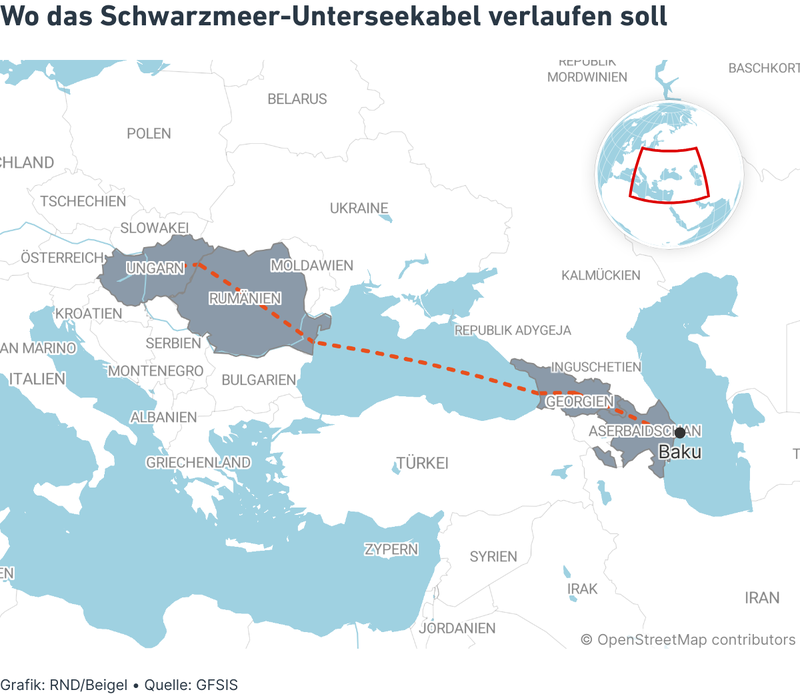 Wo das Schwarzmeer-Unterseekabel verlaufen soll
REPUBLIK
MORDWINIEN
BASCHKORT
BELARUS
POLEN
CHLAND
TSCHECHIEN
UKRAINE
SLOWAKEI
ÖSTERREICH
UNGARN
MOLDAWIEN
KALMÜCKIEN
RUMÄNIEN
KROATIEN
REPUBLIK ADYGEJA
SERBIEN
AN MARINO
INGUSCHETIEN
MONTENEGRO
ITALIEN
BULGARIEN
GEORGIEN
ALBANIEN
ASERBAIDSCHAN
Baku
GRIECHENLAND
TÜRKEI
T
ZYPERN
SYRIEN
EN
IRAK
IRAN
JORDANIEN
© OpenStreetMap contributors
Grafik: RND/Beigel • Quelle: GFSIS